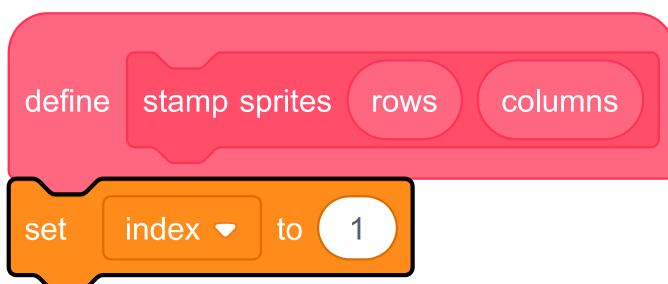 define stamp sprites rows columns
set index to 1